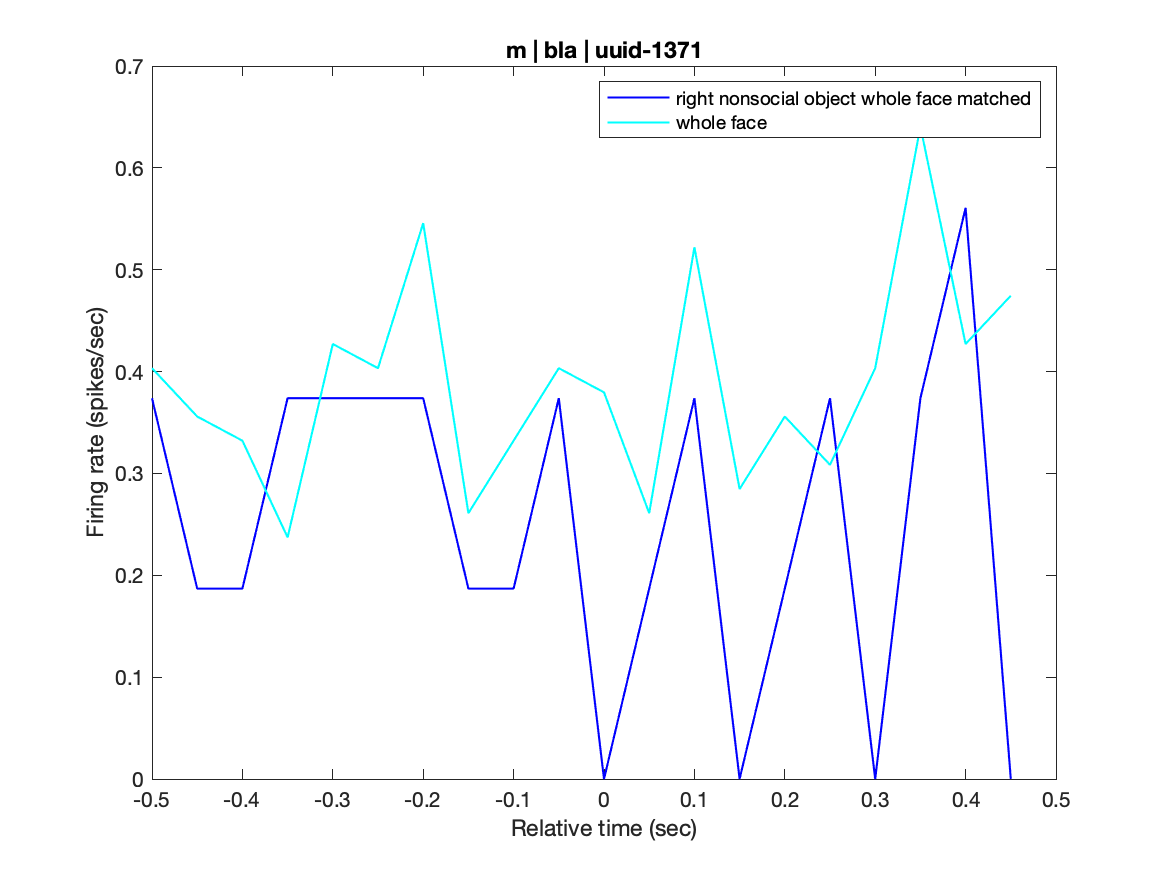 m | bla | uuid-1371
right nonsocial object whole face matched
whole face
Firing rate (spikes/sec)
0.7
0.6
0.5
0.4
0.3
0.2
0.1
0
-0.5 -0.4 -0.3 -0.2 -0.1 0 0.1 0.2 0.3 0.4 0.5
Relative time (sec)